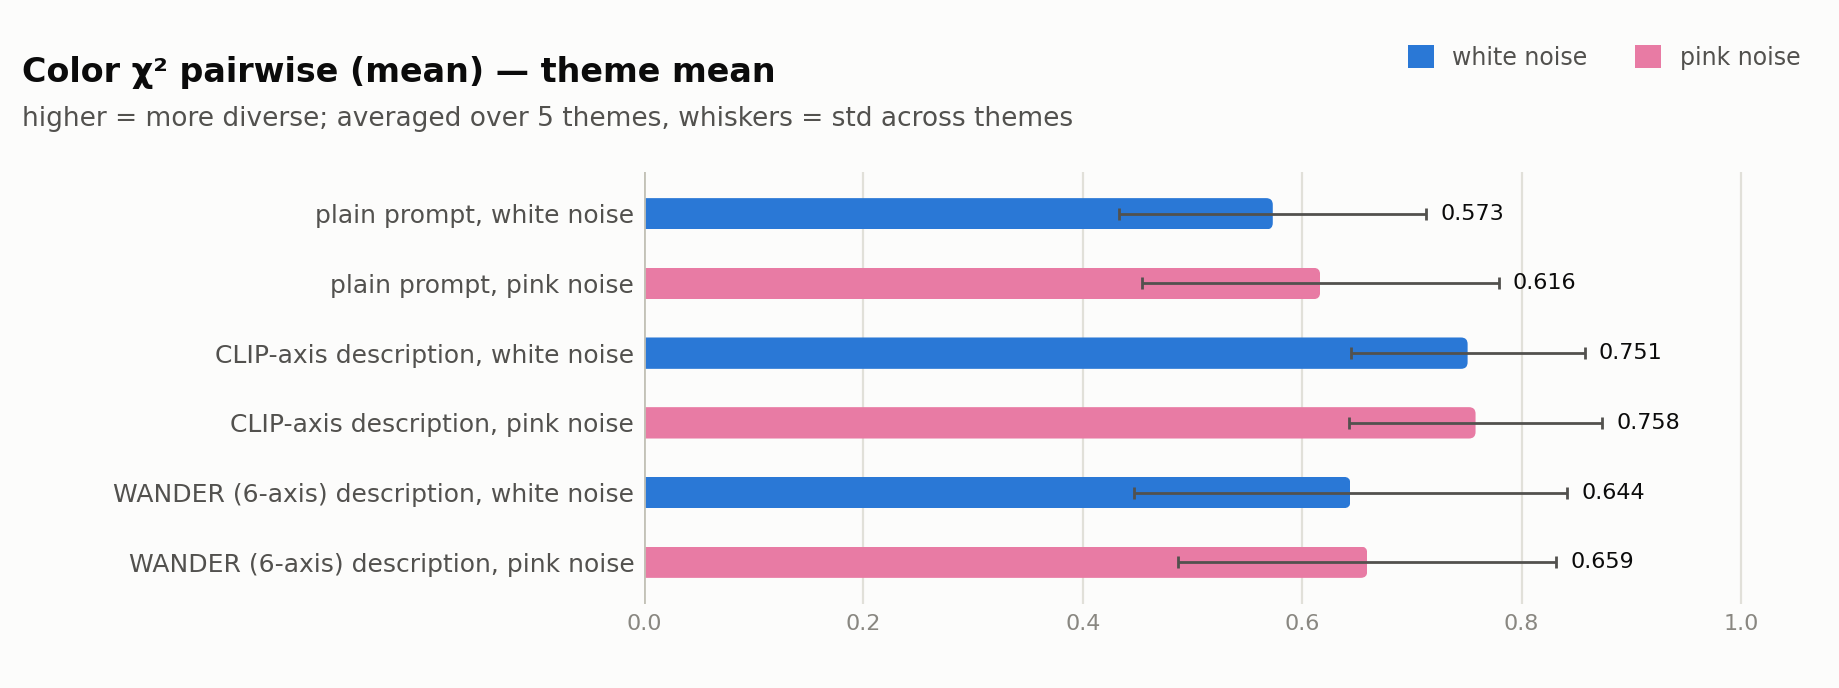 Color χ² pairwise (mean) — theme mean
higher = more diverse; averaged over 5 themes, whiskers = std across themes
white noise
pink noise
plain prompt, white noise
0.573
plain prompt, pink noise
0.616
CLIP-axis description, white noise
0.751
CLIP-axis description, pink noise
0.758
WANDER (6-axis) description, white noise
0.644
WANDER (6-axis) description, pink noise
0.659
0.0 0.2 0.4 0.6 0.8 1.0